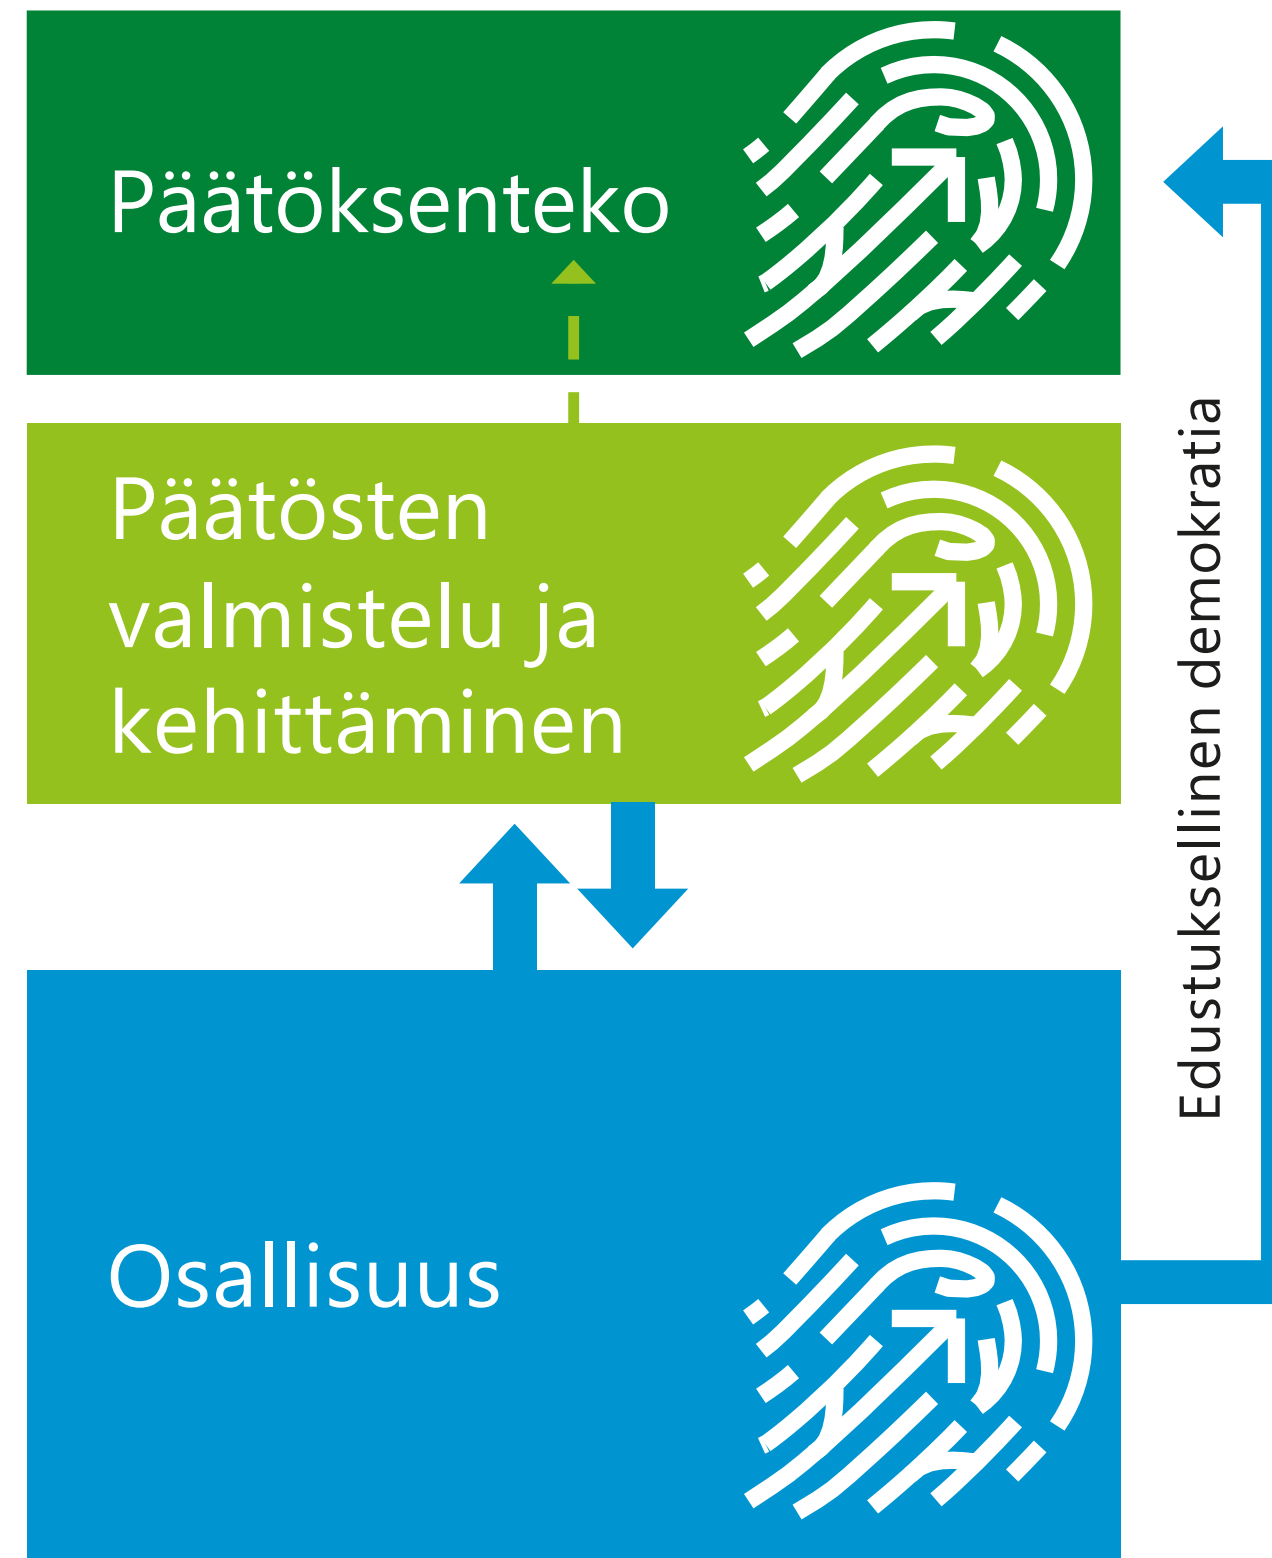 Päätöksenteko
Päätösten
valmistelu ja
kehittäminen
Edustuksellinen demokratia
Osallisuus